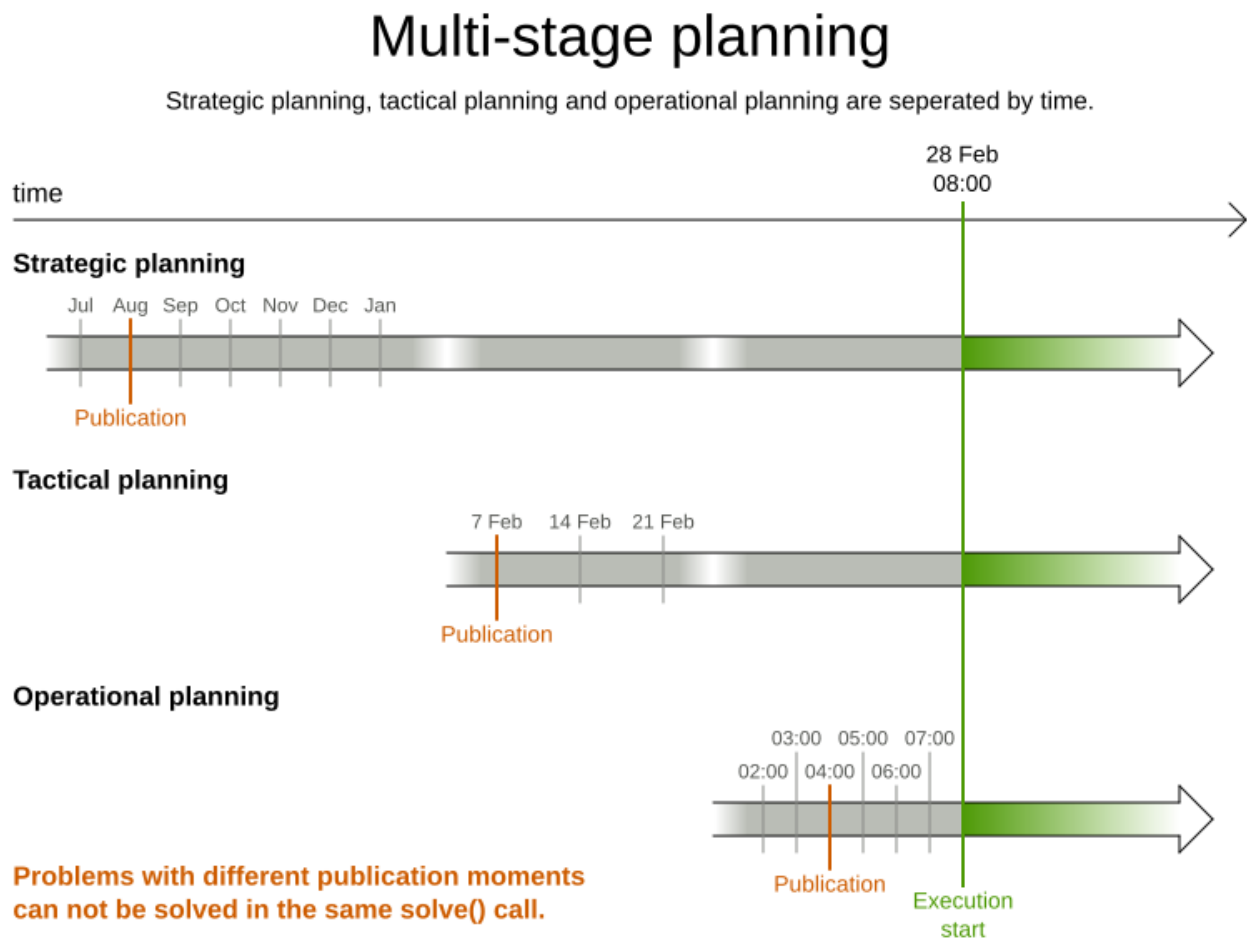 Multi-stage planning
Strategic planning, tactical planning and operational planning are seperated by time.
28 Feb
08:00
time
Strategic planning
Jul Aug Sep Oct Nov Dec Jan
Publication
Tactical planning
7 Feb 14 Feb 21 Feb
Publication
Operational planning
03:00 05:00 07:00
02:00 04:00 06:00
Publication
Problems with different publication moments
can not be solved in the same solve() call.
Execution
start